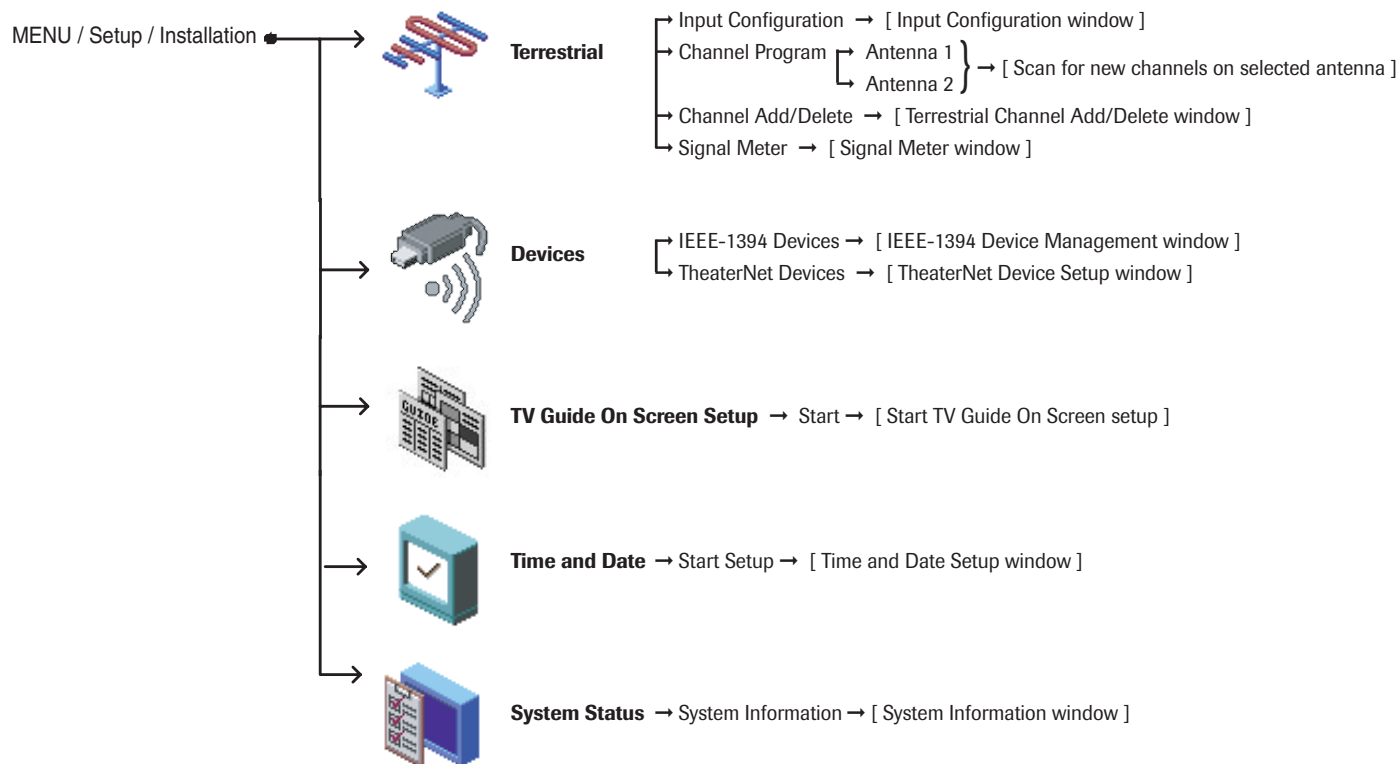 MENU / Setup / Installation
Terrestrial
Input Configuration → [ Input Configuration window ]
Channel Program → Antenna 1
→ Antenna 2
} → [ Scan for new channels on selected antenna ]
Channel Add/Delete → [ Terrestrial Channel Add/Delete window ]
Signal Meter → [ Signal Meter window ]
Devices
IEEE-1394 Devices → [ IEEE-1394 Device Management window ]
TheaterNet Devices → [ TheaterNet Device Setup window ]
GUIDE
TV Guide On Screen Setup → Start → [ Start TV Guide On Screen setup ]
Time and Date → Start Setup → [ Time and Date Setup window ]
System Status → System Information → [ System Information window ]